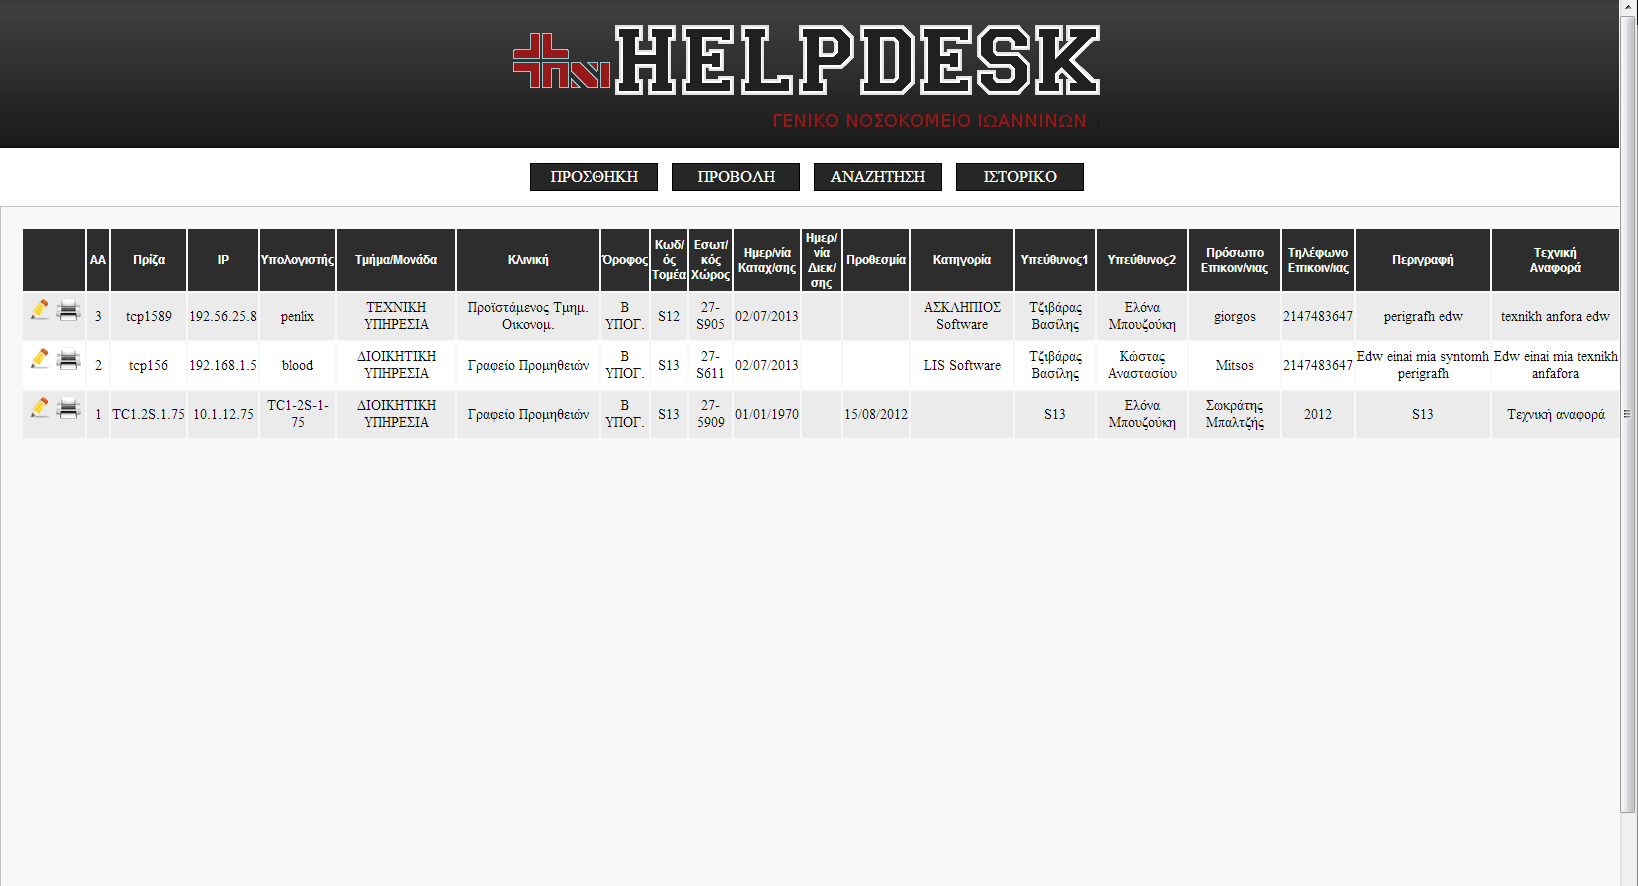 HELPDESK
ΓΕΝΙΚΟ ΝΟΣΟΚΟΜΕΙΟ ΙΩΑΝΝΙΝΩΝ
ΠΡΟΣΘΗΚΗ ΠΡΟΒΟΛΗ ΑΝΑΖΗΤΗΣΗ ΙΣΤΟΡΙΚΟ
ΑΑ Πρίζα IP Υπολογιστής Τμήμα/Μονάδα Κλινική Όροφος Κωδ/ός Τομέα Εσωτ/κός Χώρος Ημερ/νία Καταχ/σης Ημερ/νία Διεκ/σης Προθεσμία Κατηγορία Υπεύθυνος1 Υπεύθυνος2 Πρόσωπο Επικοιν/νιας Τηλέφωνο Επικοιν/ιας Περιγραφή Τεχνική Αναφορά
3 tcp1589 192.56.25.8 penlix ΤΕΧΝΙΚΗ ΥΠΗΡΕΣΙΑ Προϊστάμενος Τμημ. Οικονομ. Β ΥΠΟΓ. S12 27-S905 02/07/2013 ΑΣΚΛΗΠΙΟΣ Software Τζιβάρας Βασίλης Ελόνα Μπουζούκη giorgos 2147483647 perigrafh edw texnikh anfora edw
2 tcp156 192.168.1.5 blood ΔΙΟΙΚΗΤΙΚΗ ΥΠΗΡΕΣΙΑ Γραφείο Προμηθειών Β ΥΠΟΓ. S13 27-S611 02/07/2013 LIS Software Τζιβάρας Βασίλης Κώστας Αναστασίου Mitsos 2147483647 Edw einai mia syntomh perigrafh Edw einai mia texnikh anfafora
1 TC1.2S.1.75 10.1.12.75 TC1-2S-1-75 ΔΙΟΙΚΗΤΙΚΗ ΥΠΗΡΕΣΙΑ Γραφείο Προμηθειών Β ΥΠΟΓ. S13 27-5909 01/01/1970 15/08/2012 S13 Ελόνα Μπουζούκη Σωκράτης Μπαλτζής 2012 S13 Τεχνική αναφορά